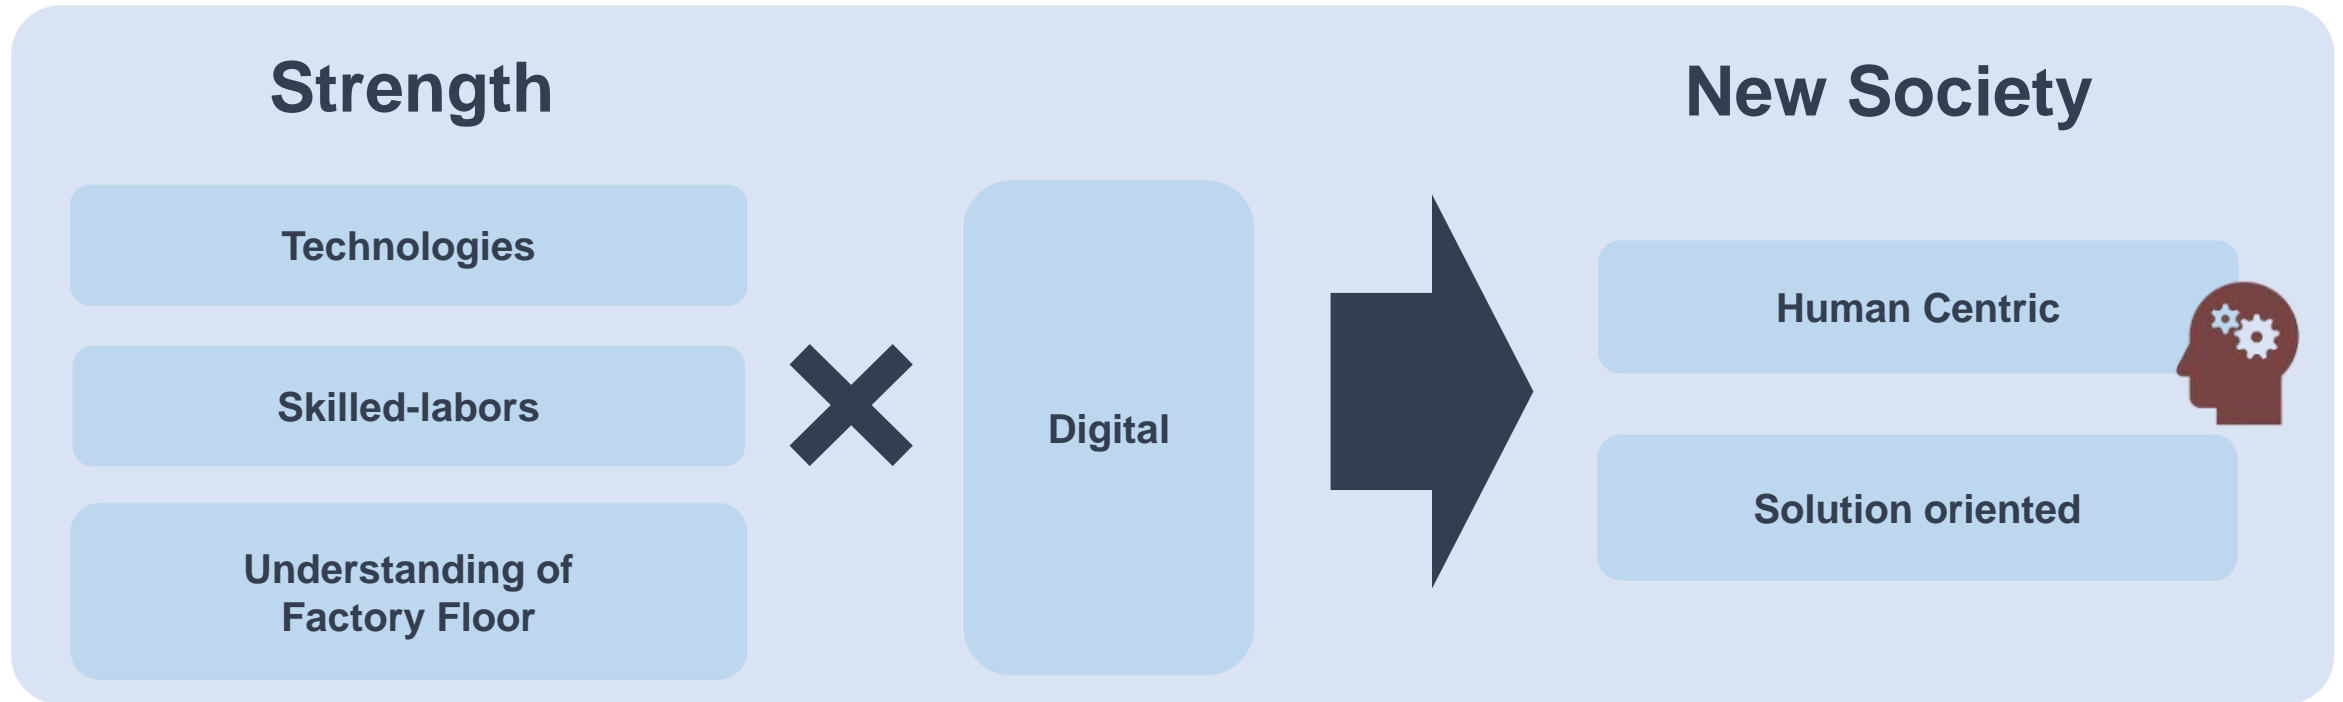 Strength
Technologies
Skilled-labors
Understanding of
Factory Floor
Digital
New Society
Human Centric
Solution oriented